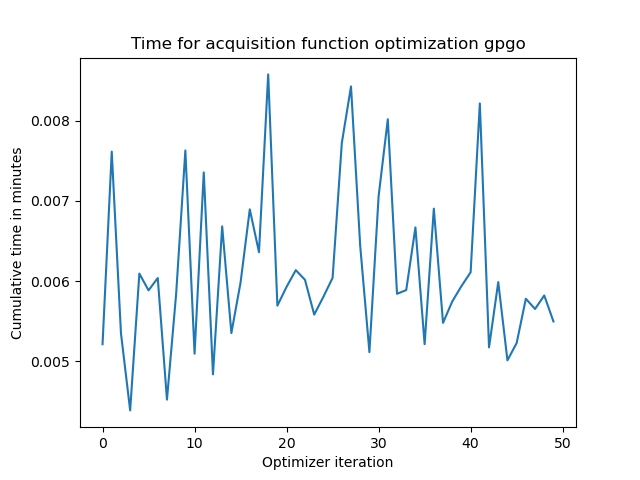 Time for acquisition function optimization gpgo
0.008
0.007
0.006
0.005
Cumulative time in minutes
0 10 20 30 40 50
Optimizer iteration